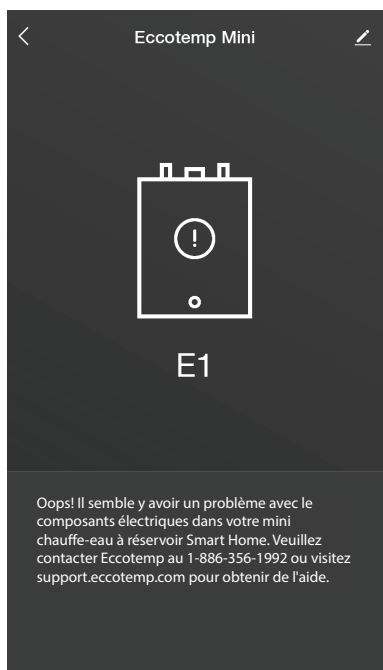 Eccotemp Mini
E1
Oops! Il semble y avoir un problème avec le
composants électriques dans votre mini
chauffe-eau à réservoir Smart Home. Veuillez
contacter Eccotemp au 1-886-356-1992 ou visitez
support.eccotemp.com pour obtenir de l'aide.